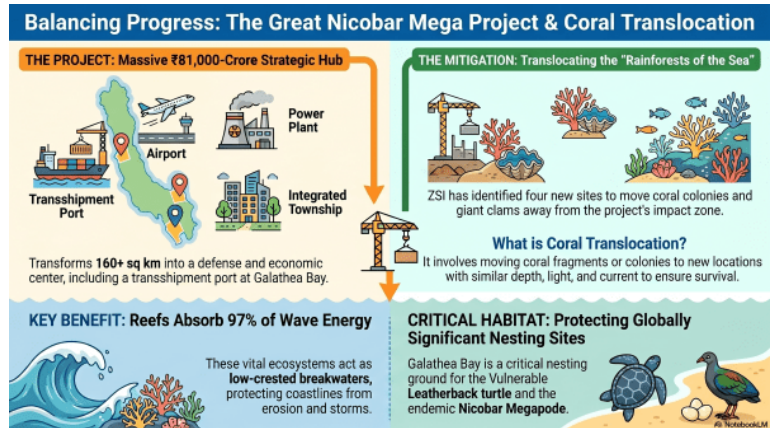 Balancing Progress: The Great Nicobar Mega Project & Coral Translocation
THE PROJECT: Massive ₹81,000-Crore Strategic Hub
Airport
Power
Plant
Transshipment
Port
Integrated
Township
Transforms 160+ sq km into a defense and economic
center, including a transshipment port at Galathea Bay.
THE MITIGATION: Translocating the "Rainforests of the Sea"
ZSI has identified four new sites to move coral colonies and
giant clams away from the project's impact zone.
What is Coral Translocation?
It involves moving coral fragments or colonies to new locations
with similar depth, light, and current to ensure survival.
KEY BENEFIT: Reefs Absorb 97% of Wave Energy
These vital ecosystems act as
low-crested breakwaters,
protecting coastlines from
erosion and storms.
CRITICAL HABITAT: Protecting Globally
Significant Nesting Sites
Galathea Bay is a critical nesting
ground for the Vulnerable
Leatherback turtle and the
endemic Nicobar Megapode.
NotebookLM